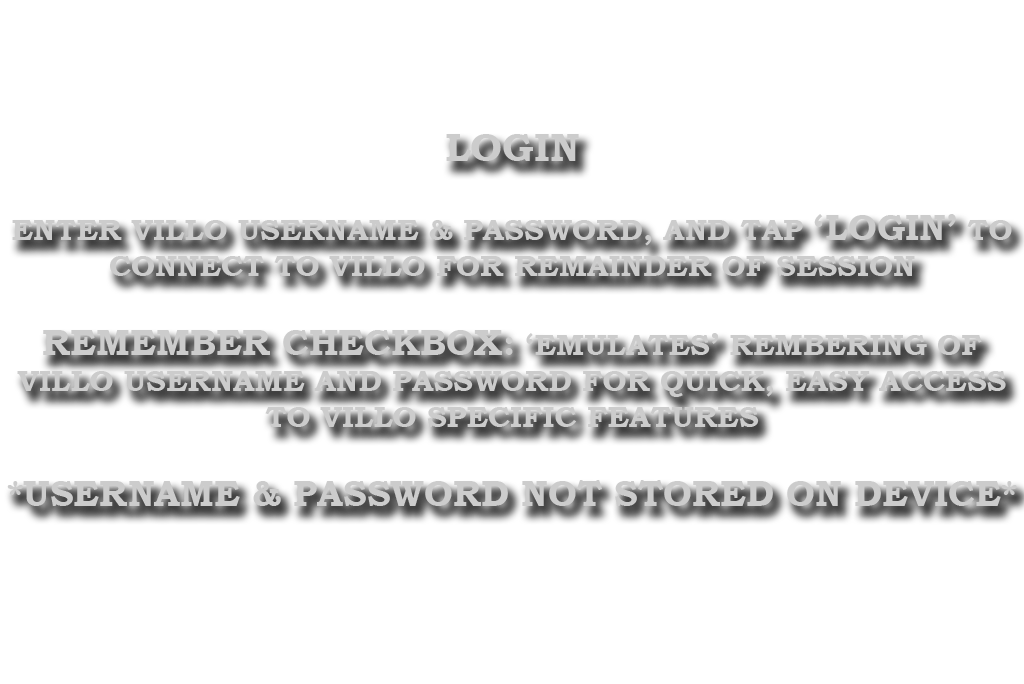 LOGIN
ENTER VILLO USERNAME & PASSWORD, AND TAP ‘LOGIN’ TO
CONNECT TO VILLO FOR REMAINDER OF SESSION
REMEMBER CHECKBOX: ‘EMULATES’ REMBERING OF
VILLO USERNAME AND PASSWORD FOR QUICK, EASY ACCESS
TO VILLO SPECIFIC FEATURES
*USERNAME & PASSWORD NOT STORED ON DEVICE*